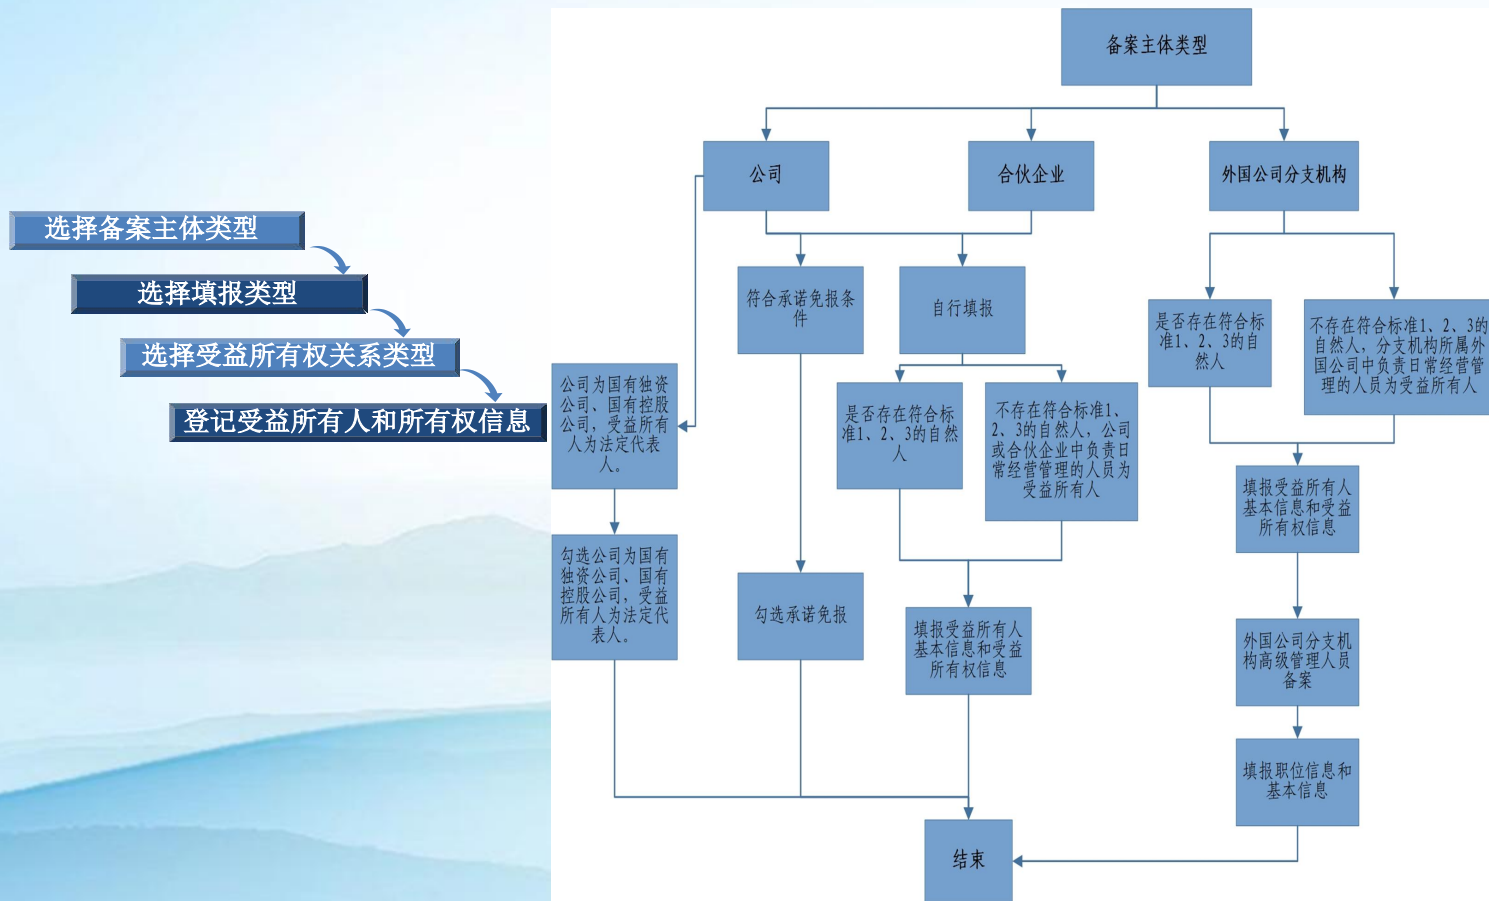 选择备案主体类型
选择填报类型
选择受益所有权关系类型
登记受益所有人和所有权信息
备案主体类型
公司
合伙企业
外国公司分支机构
符合承诺免报条
件
自行填报
是否存在符合标
准1、2、3的自
然人
不存在符合标准1、2、3的
自然人，分支机构所属外
国公司中负责日常经营管
理的人员为受益所有人
公司为国有独资
公司、国有控股
公司，受益所有
人为法定代表
人。
是否存在符合标
准1、2、3的自然
人
不存在符合标准1、
2、3的自然人，公司
或合伙企业中负责日
常经营管理的人员为
受益所有人
填报受益所有人
基本信息和受益
所有权信息
勾选公司为国有
独资公司、国有
控股公司，受益
所有人为法定代
表人。
勾选承诺免报
填报受益所有人
基本信息和受益
所有权信息
外国公司分支机
构高级管理人员
备案
填报职位信息和
基本信息
结束